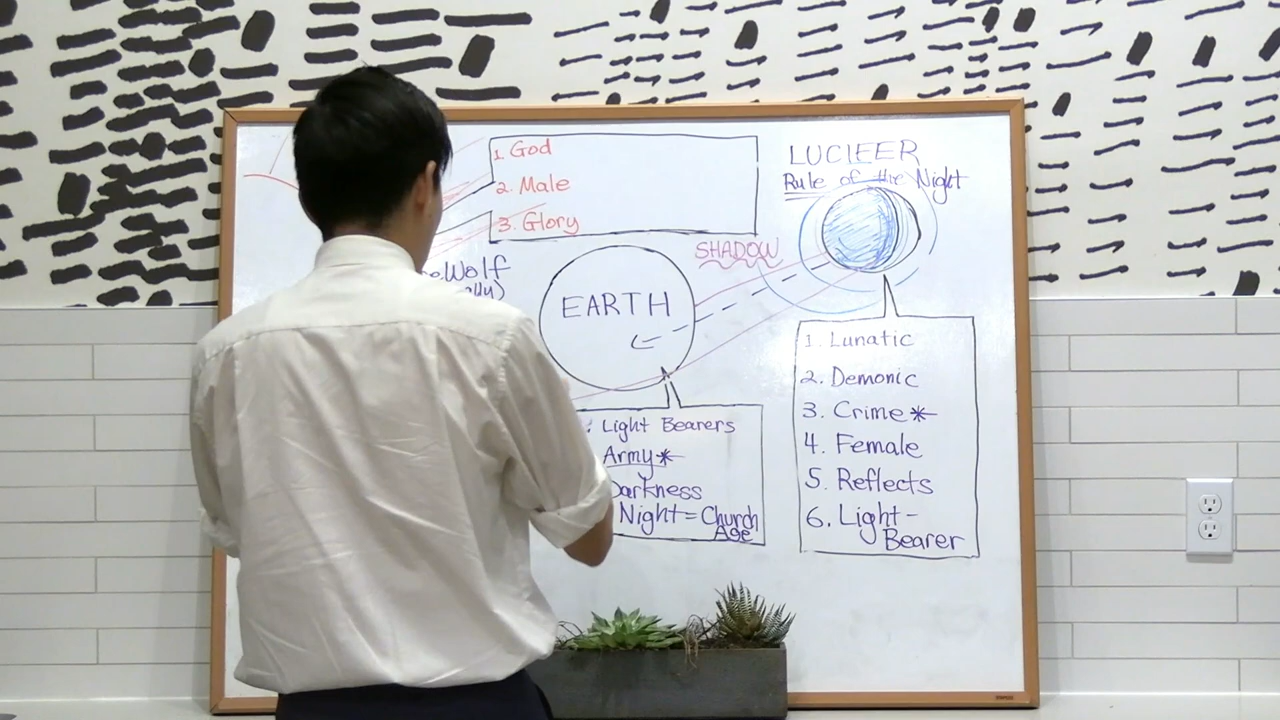 1. God
2. Male
3. Glory
Wolf
EARTH
SHADOW
LUCIFER
Rule of the Night
Light Bearers
Army*
Darkness
Night = Church
Age
1. Lunatic
2. Demonic
3. Crime*
4. Female
5. Reflects
6. Light-
Bearer